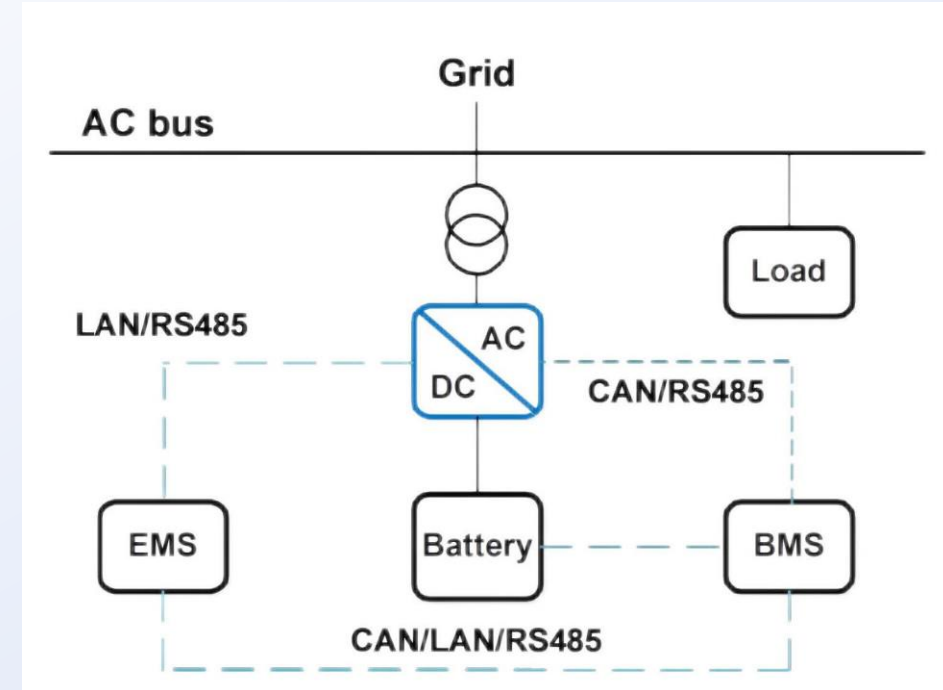 Grid
AC bus
Load
LAN/RS485
AC
DC
CAN/RS485
EMS
Battery
BMS
CAN/LAN/RS485